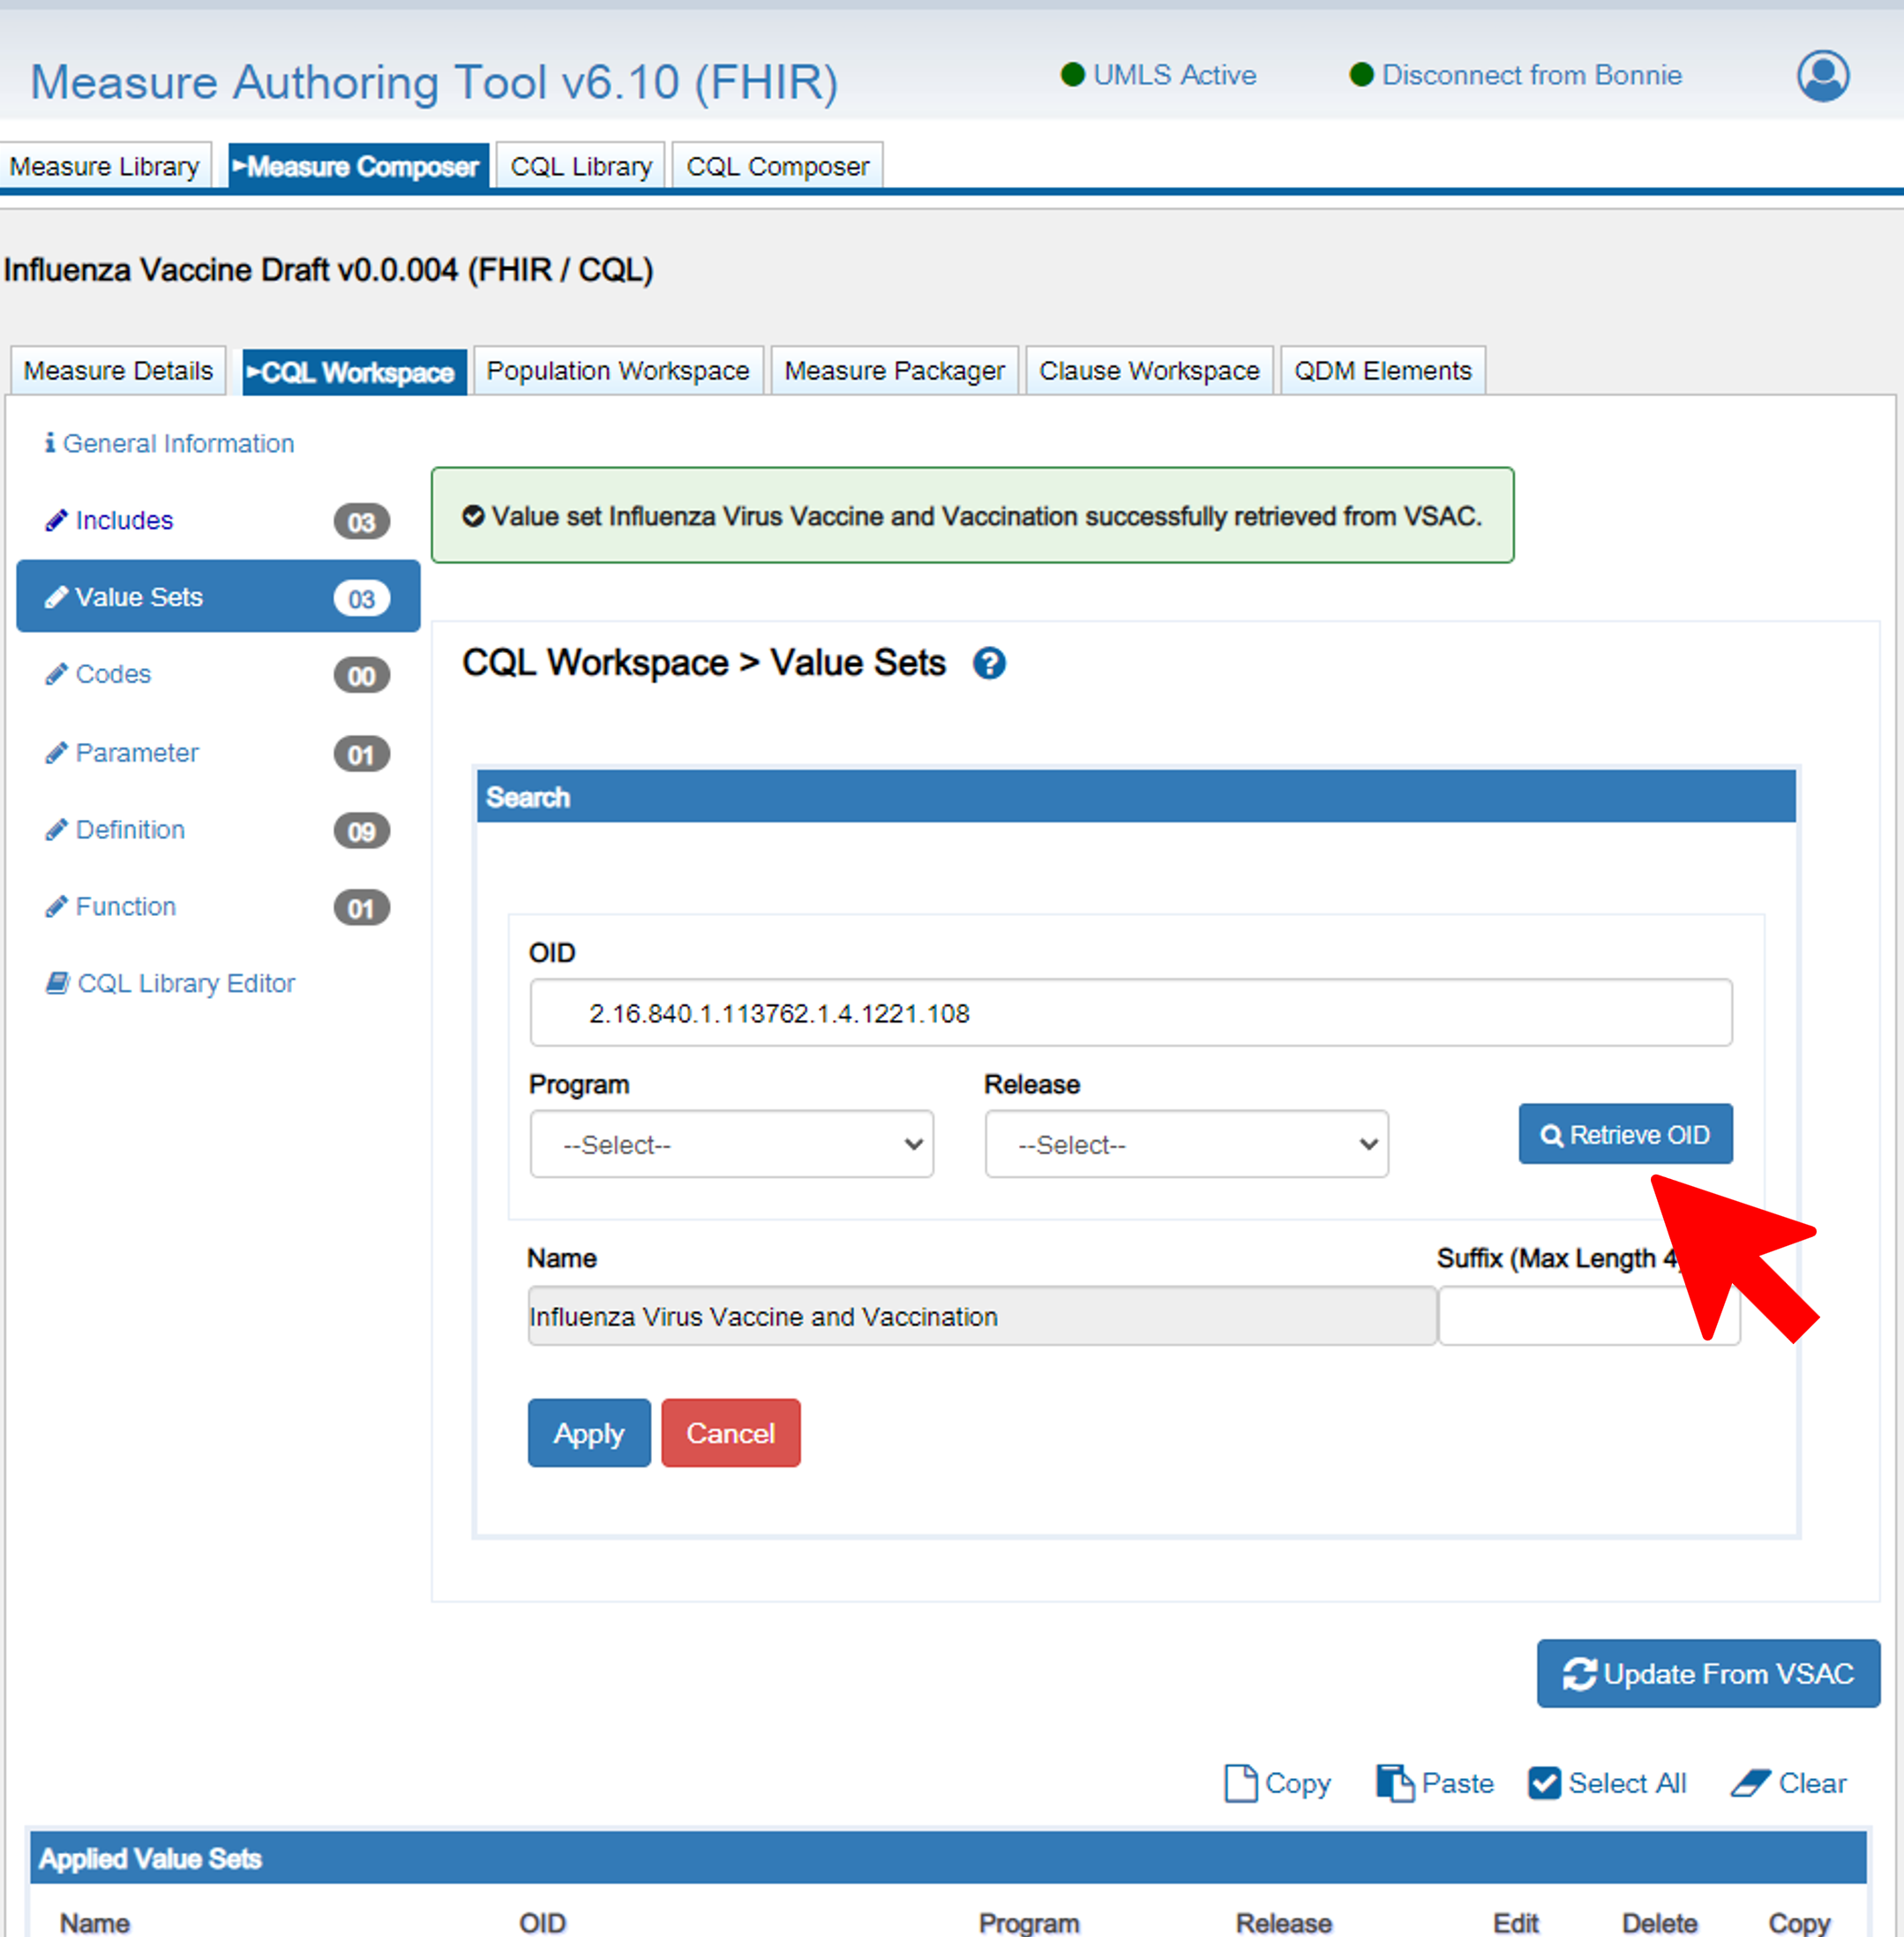 Measure Authoring Tool v6.10 (FHIR)
UMLS Active
Disconnect from Bonnie
Measure Library
►Measure Composer
CQL Library
CQL Composer
Influenza Vaccine Draft v0.0.004 (FHIR / CQL)
Measure Details
►CQL Workspace
Population Workspace
Measure Packager
Clause Workspace
QDM Elements
General Information
Includes 03
Value Sets 03
Codes 00
Parameter 01
Definition 09
Function 01
CQL Library Editor
Value set Influenza Virus Vaccine and Vaccination successfully retrieved from VSAC.
CQL Workspace > Value Sets ?
Search
OID
2.16.840.1.113762.1.4.1221.108
Program
Release
--Select--
--Select--
Retrieve OID
Name
Suffix (Max Length 4
Influenza Virus Vaccine and Vaccination
Apply
Cancel
Update From VSAC
Copy
Paste
Select All
Clear
Applied Value Sets
Name OID Program Release Edit Delete Copy